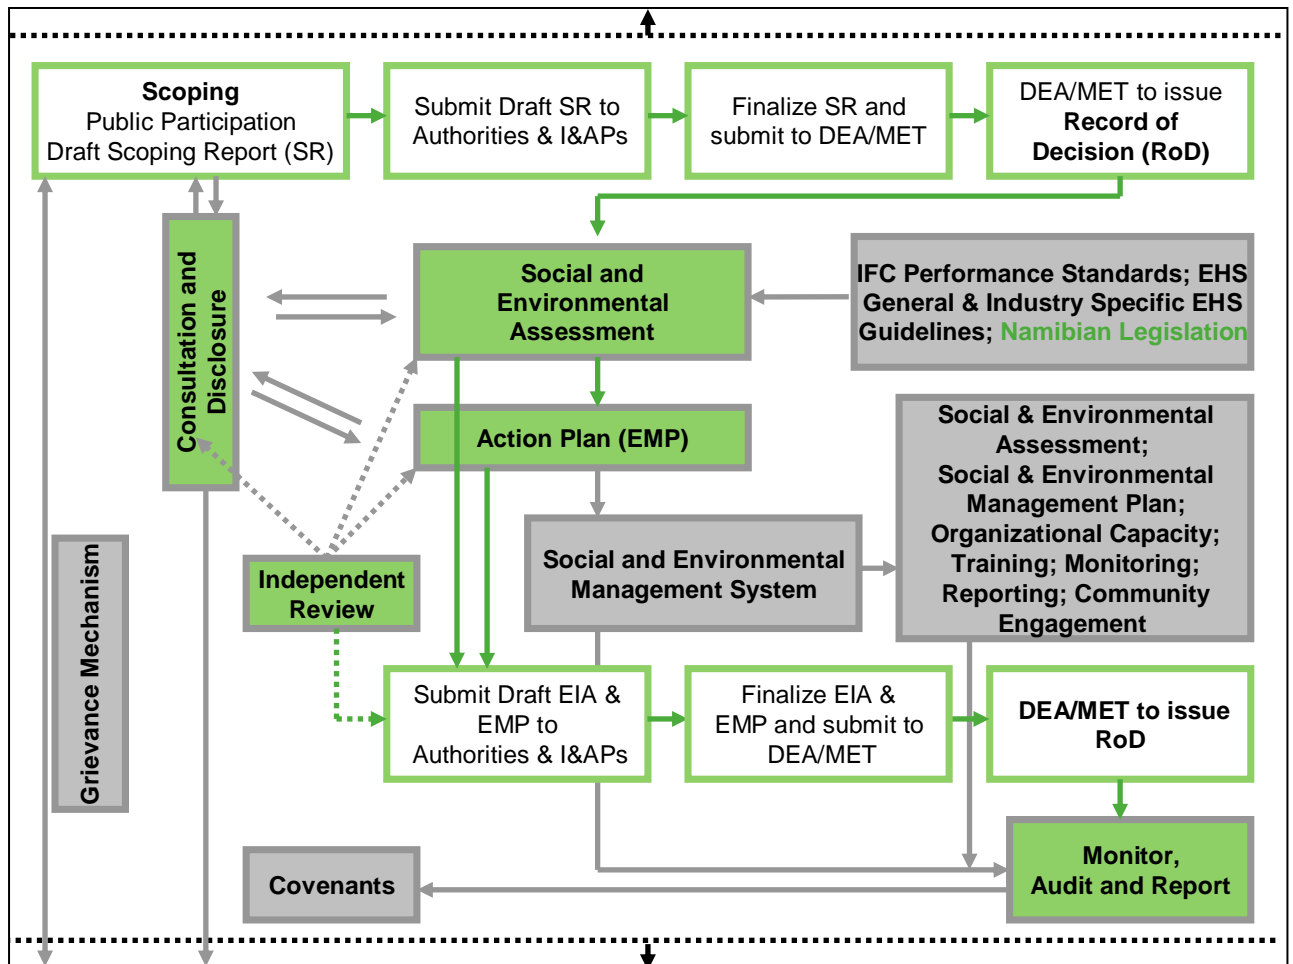 Scoping
Public Participation
Draft Scoping Report (SR)
Submit Draft SR to
Authorities & I&APs
Finalize SR and
submit to DEA/MET
DEA/MET to issue
Record of
Decision (RoD)
Consultation and
Disclosure
Social and
Environmental
Assessment
IFC Performance Standards; EHS
General & Industry Specific EHS
Guidelines; Namibian Legislation
Action Plan (EMP)
Social & Environmental
Assessment;
Social & Environmental
Management Plan;
Organizational Capacity;
Training; Monitoring;
Reporting; Community
Engagement
Grievance Mechanism
Independent
Review
Social and Environmental
Management System
Submit Draft EIA &
EMP to
Authorities & I&APs
Finalize EIA &
EMP and submit to
DEA/MET
DEA/MET to issue
RoD
Covenants
Monitor,
Audit and Report